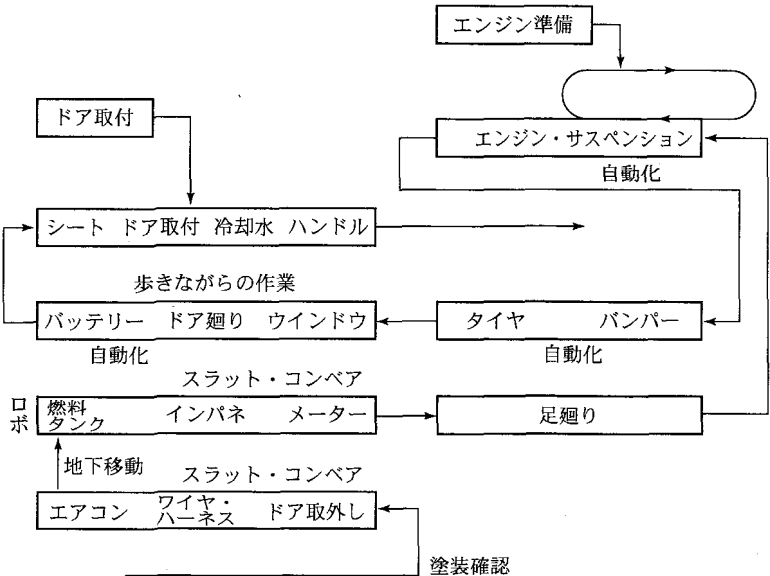 エンジン準備
ドア取付
エンジン・サスペンション
自動化
シート ドア取付 冷却水 ハンドル
歩きながらの作業
バッテリー ドア廻り ウインドウ
タイヤ バンパー
自動化
自動化
スラット・コンベア
ロボ
燃料タンク インパネ メーター
足廻り
地下移動
スラット・コンベア
エアコン ワイヤ・ハーネス ドア取外し
塗装確認